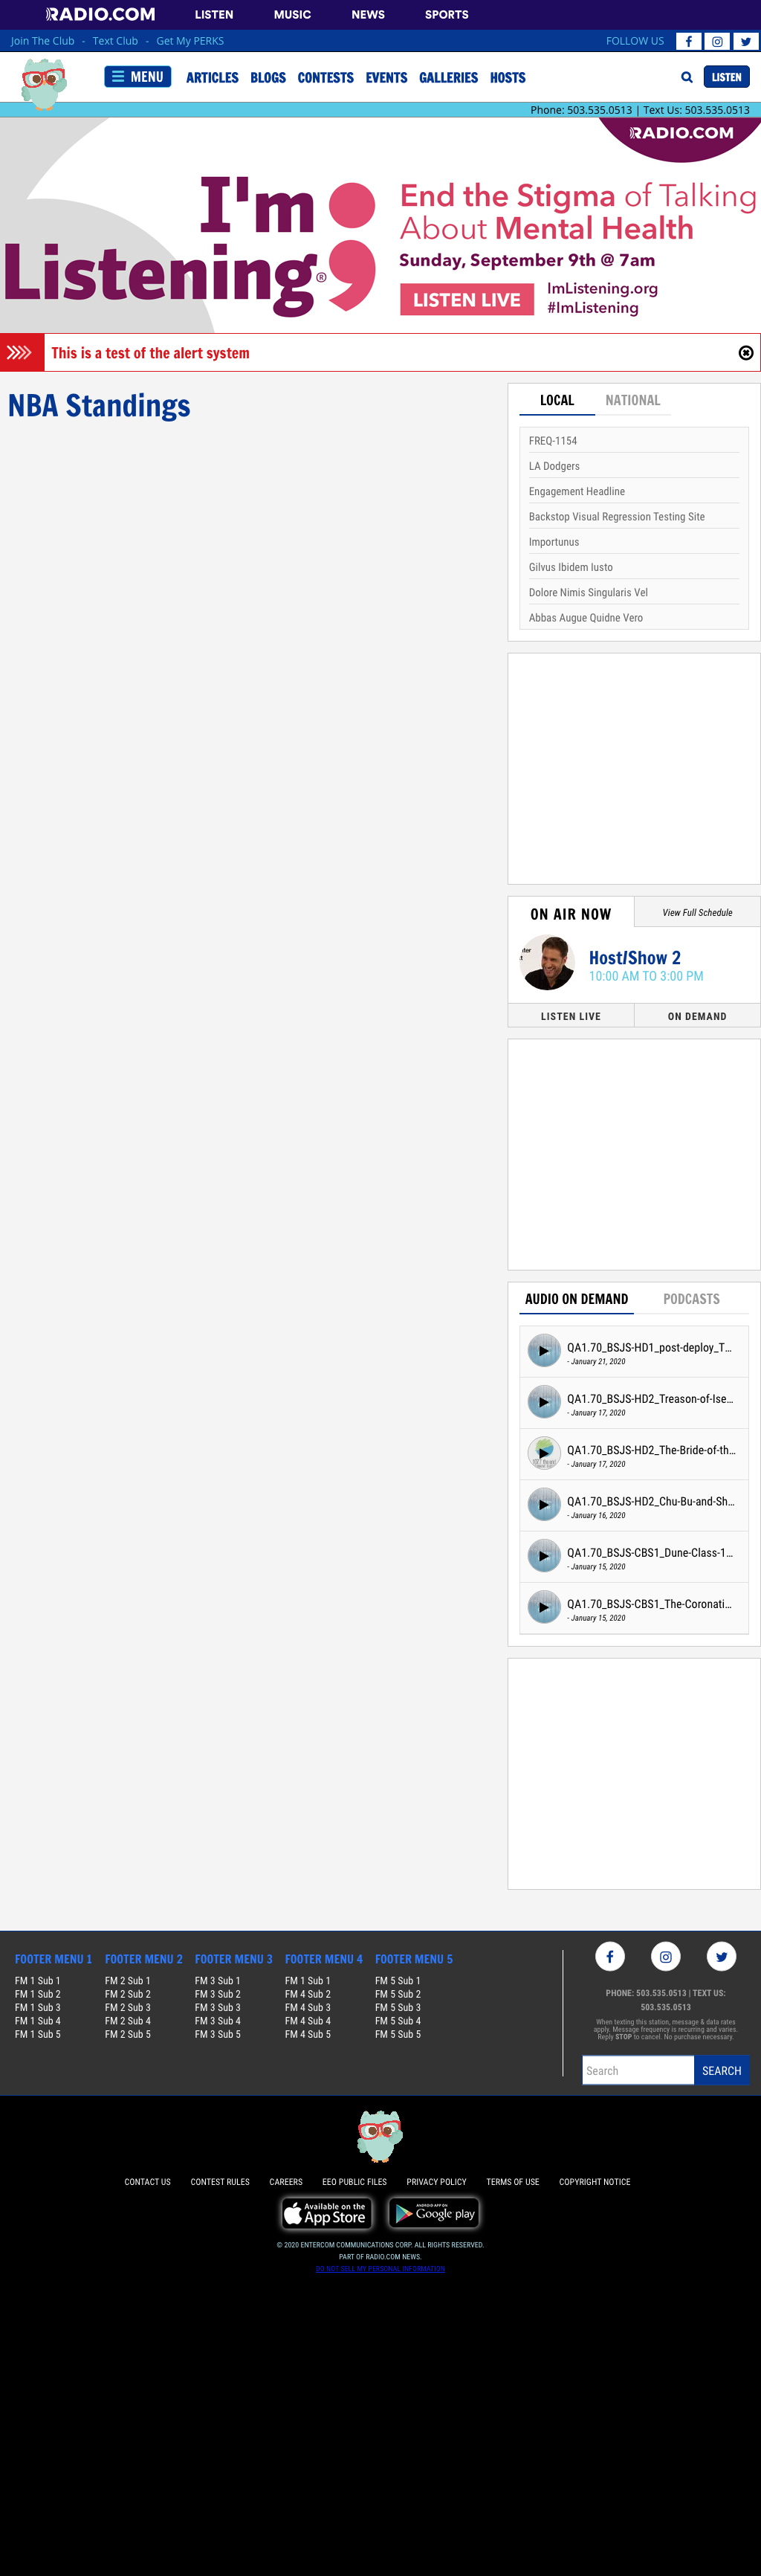 RADIO.COM LISTEN MUSIC NEWS SPORTS
Join The Club - Text Club - Get My PERKS FOLLOW US
MENU ARTICLES BLOGS CONTESTS EVENTS GALLERIES HOSTS LISTEN
Phone: 503.535.0513 | Text Us: 503.535.0513
RADIO.COM
I'm
Listening®
End the Stigma of Talking
About Mental Health
Sunday, September 9th @ 7am
LISTEN LIVE
ImListening.org
#ImListening
This is a test of the alert system
NBA Standings
LOCAL NATIONAL
FREQ-1154
LA Dodgers
Engagement Headline
Backstop Visual Regression Testing Site
Importunus
Gilvus Ibidem Iusto
Dolore Nimis Singularis Vel
Abbas Augue Quidne Vero
ON AIR NOW View Full Schedule
Host/Show 2
10:00 AM TO 3:00 PM
LISTEN LIVE ON DEMAND
AUDIO ON DEMAND PODCASTS
QA1.70_BSJS-HD1_post-deploy_T...
- January 21, 2020
QA1.70_BSJS-HD2_Treason-of-Ise...
- January 17, 2020
QA1.70_BSJS-HD2_The-Bride-of-th...
- January 17, 2020
QA1.70_BSJS-HD2_Chu-Bu-and-Sh...
- January 16, 2020
QA1.70_BSJS-CBS1_Dune-Class-1...
- January 15, 2020
QA1.70_BSJS-CBS1_The-Coronati...
- January 15, 2020
FOOTER MENU 1
FM 1 Sub 1
FM 1 Sub 2
FM 1 Sub 3
FM 1 Sub 4
FM 1 Sub 5
FOOTER MENU 2
FM 2 Sub 1
FM 2 Sub 2
FM 2 Sub 3
FM 2 Sub 4
FM 2 Sub 5
FOOTER MENU 3
FM 3 Sub 1
FM 3 Sub 2
FM 3 Sub 3
FM 3 Sub 4
FM 3 Sub 5
FOOTER MENU 4
FM 1 Sub 1
FM 4 Sub 2
FM 4 Sub 3
FM 4 Sub 4
FM 4 Sub 5
FOOTER MENU 5
FM 5 Sub 1
FM 5 Sub 2
FM 5 Sub 3
FM 5 Sub 4
FM 5 Sub 5
PHONE: 503.535.0513 | TEXT US:
503.535.0513
When texting this station, message & data rates
apply. Message frequency is recurring and varies.
Reply STOP to cancel. No purchase necessary.
Search SEARCH
CONTACT US CONTEST RULES CAREERS EEO PUBLIC FILES PRIVACY POLICY TERMS OF USE COPYRIGHT NOTICE
Available on the
App Store
ANDROID APP ON
Google play
© 2020 ENTERCOM COMMUNICATIONS CORP. ALL RIGHTS RESERVED.
PART OF RADIO.COM NEWS.
DO NOT SELL MY PERSONAL INFORMATION